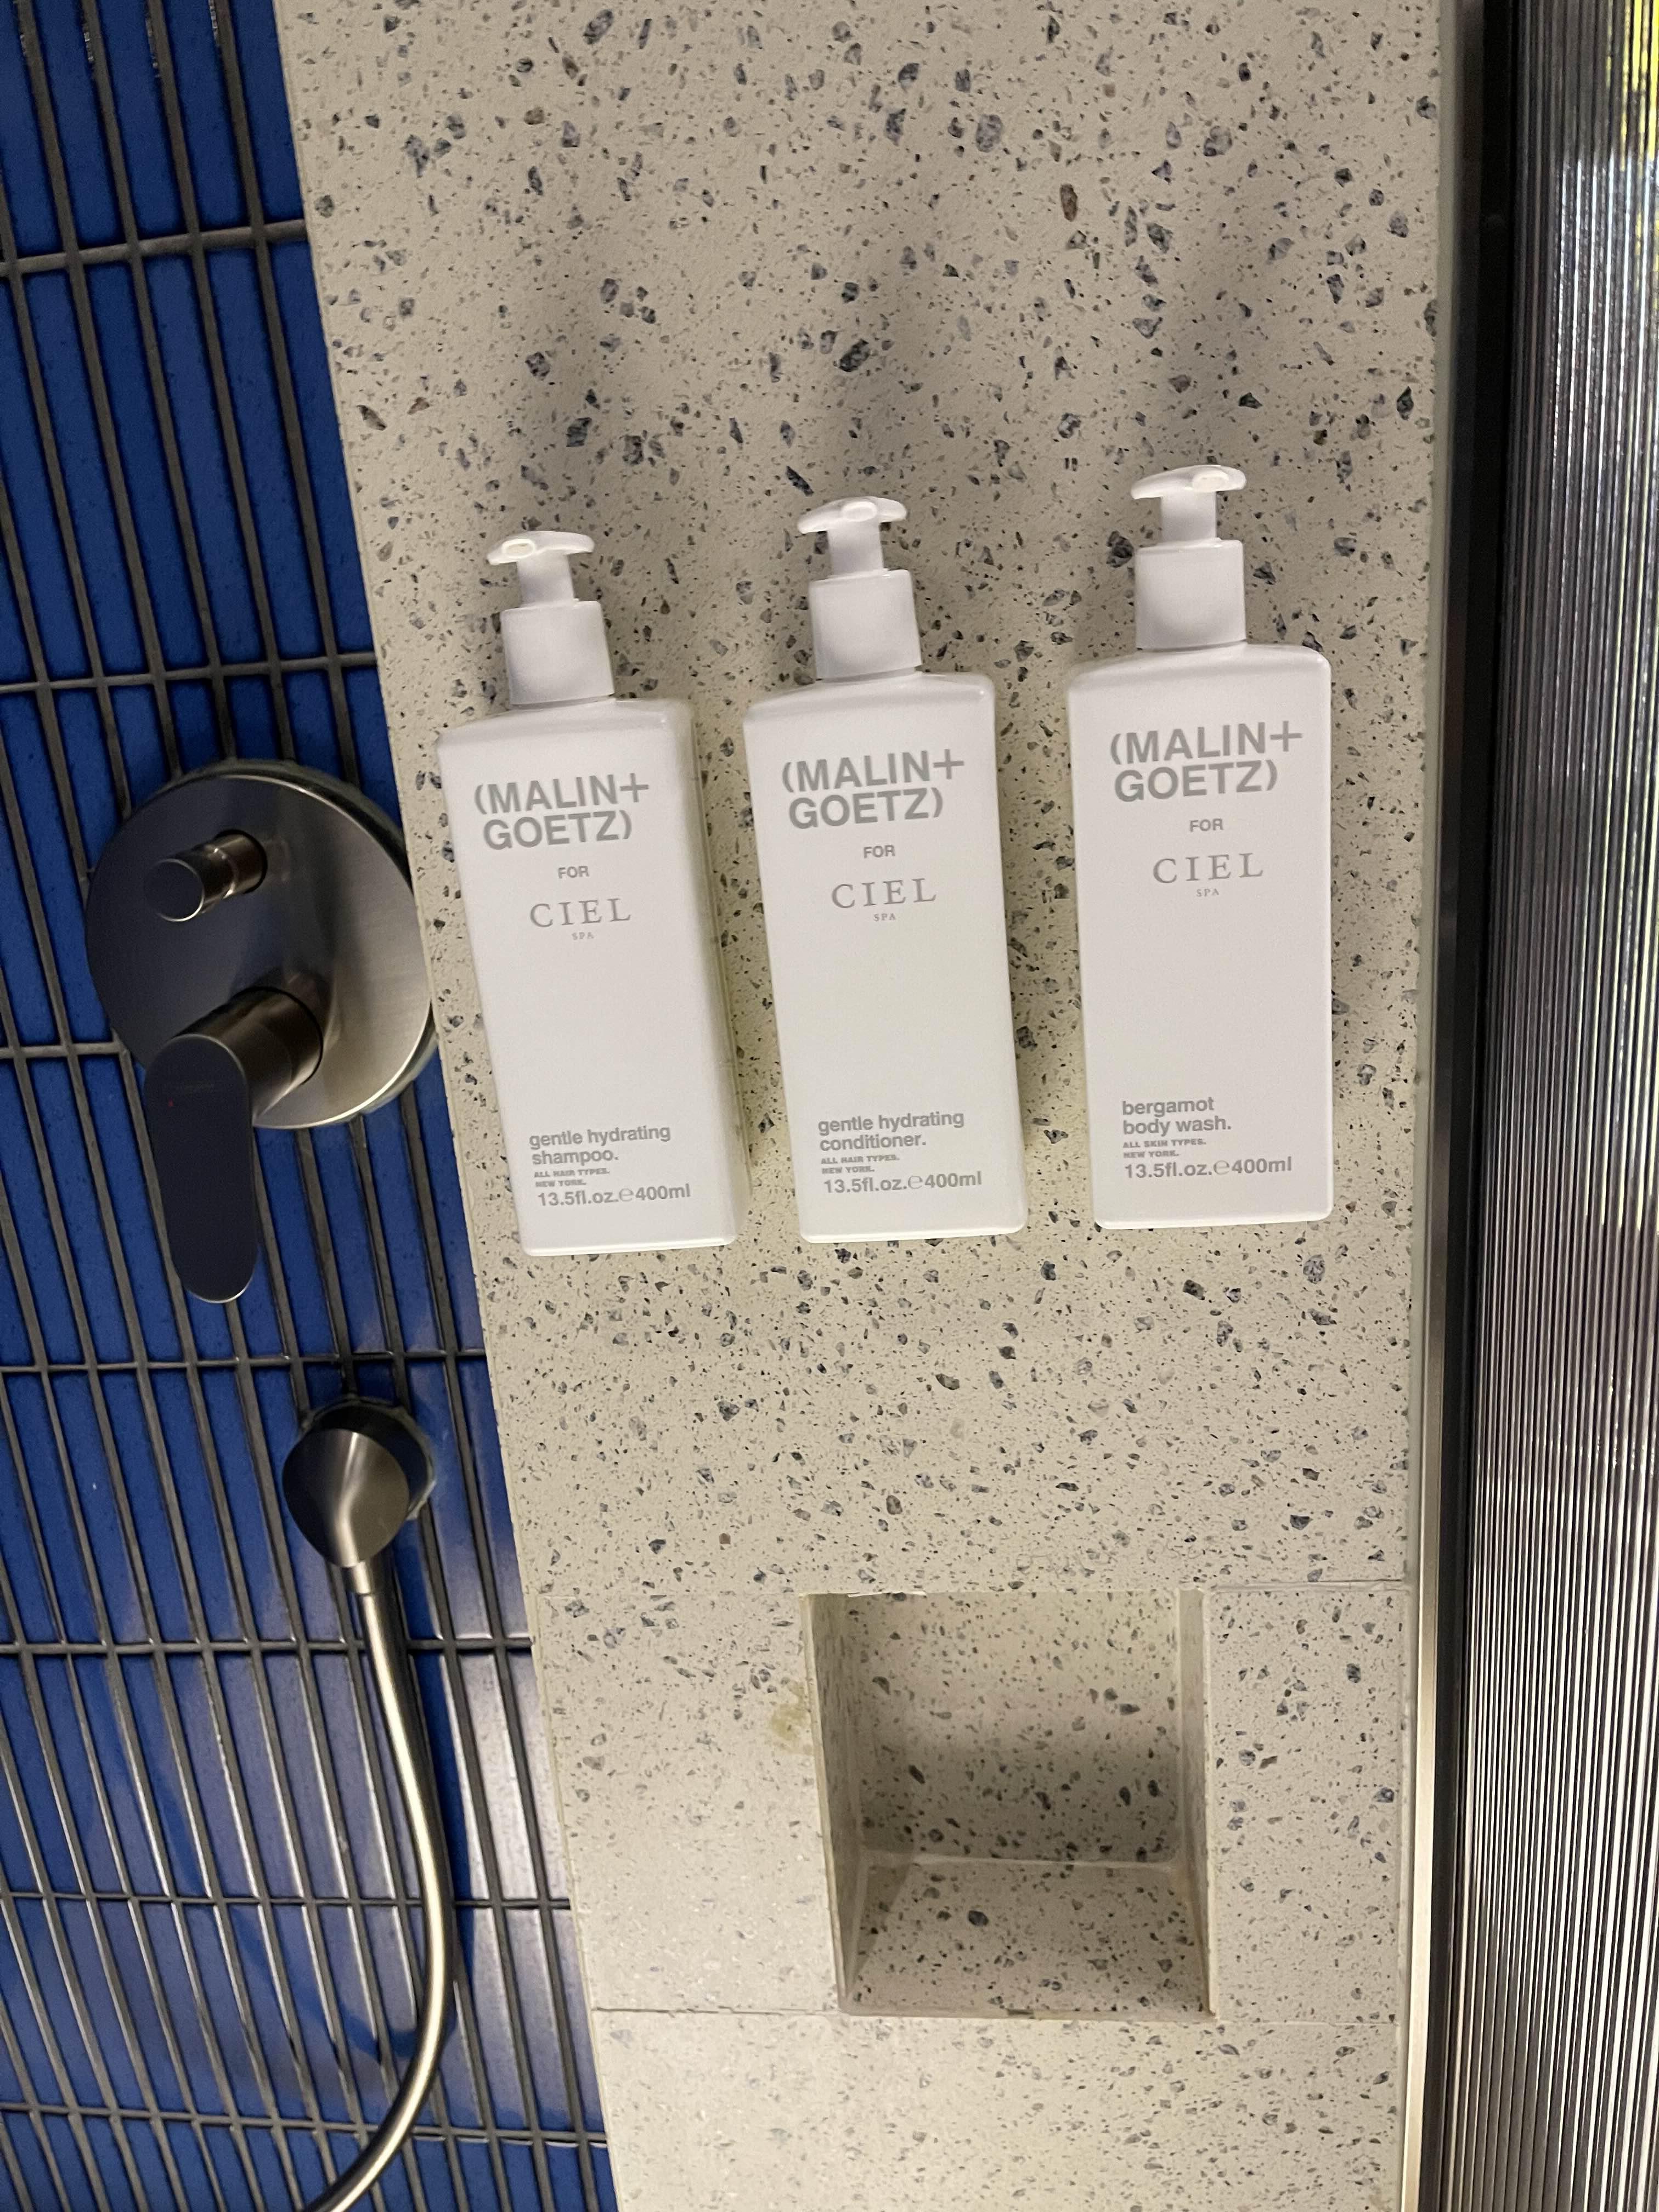 (MALIN+
GOETZ)
FOR
CIEL
SPA
gentle hydrating
shampoo.
ALL HAIR TYPES.
NEW YORK.
13.5fl.oz.℮400ml
(MALIN+
GOETZ)
FOR
CIEL
SPA
gentle hydrating
conditioner.
ALL HAIR TYPES.
NEW YORK.
13.5fl.oz.℮400ml
(MALIN+
GOETZ)
FOR
CIEL
SPA
bergamot
body wash.
ALL SKIN TYPES.
NEW YORK.
13.5fl.oz.℮400ml